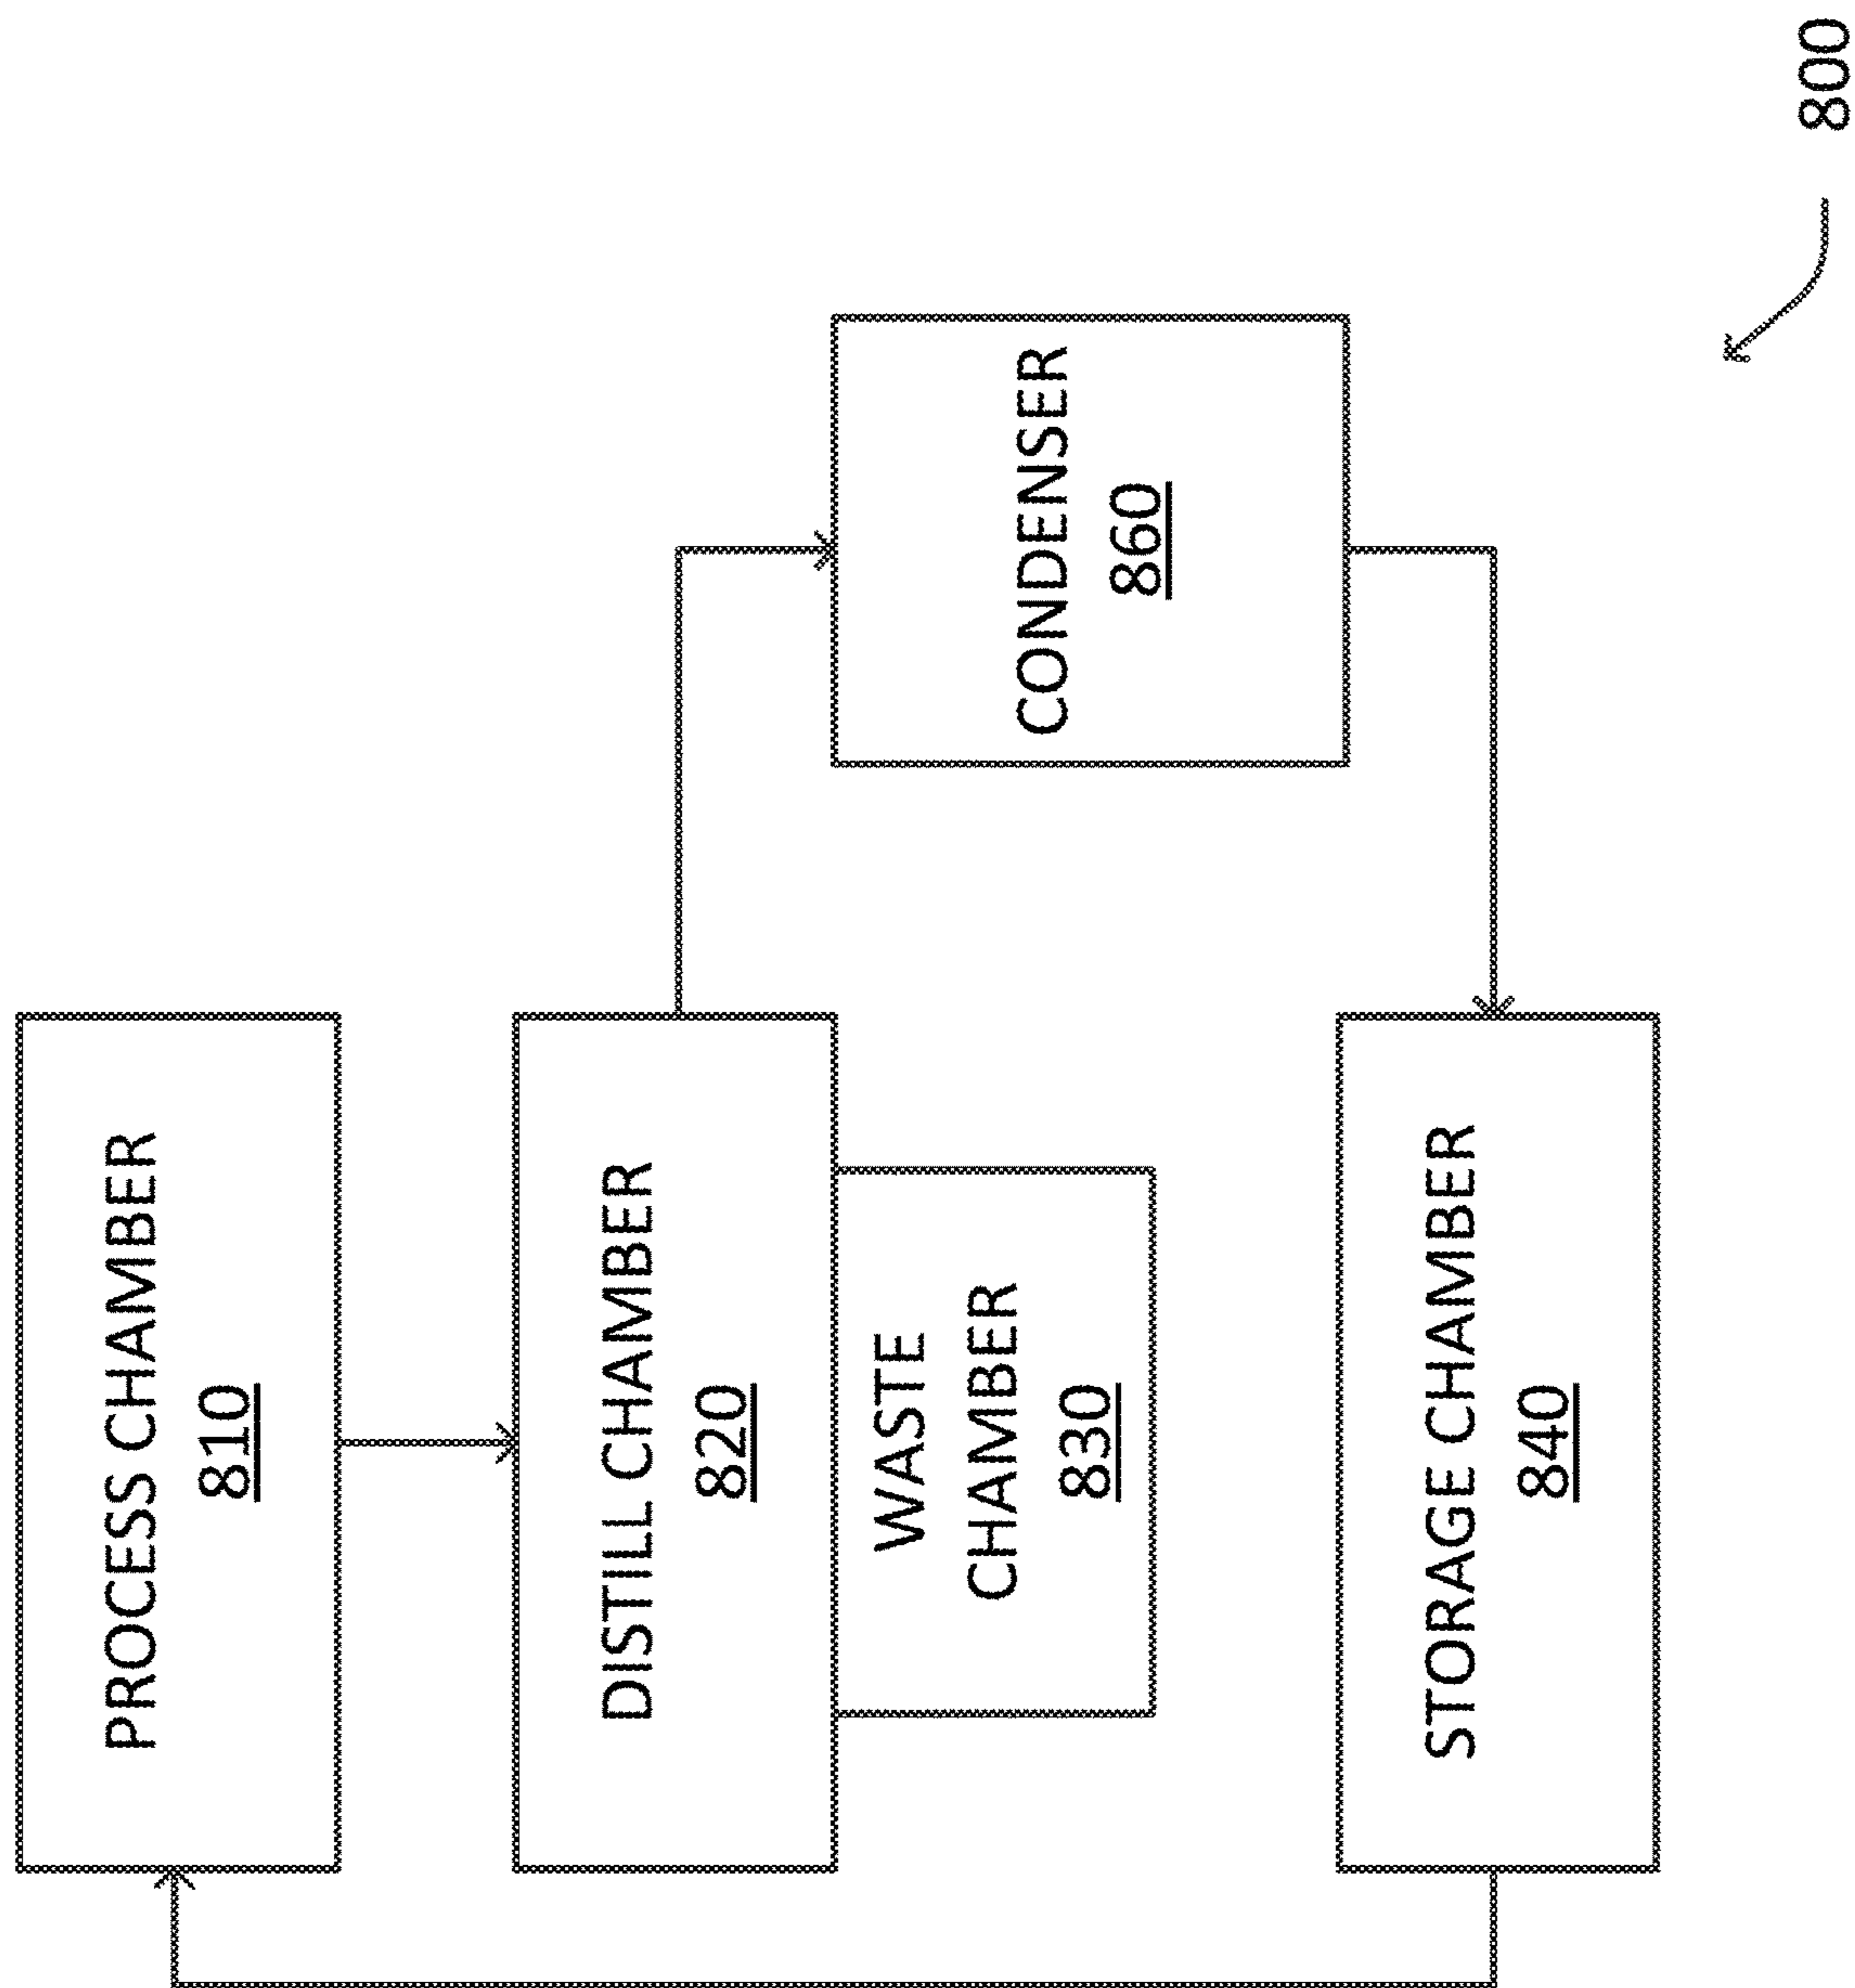 PROCESS CHAMBER
810
DISTILL CHAMBER
820
WASTE
CHAMBER
830
CONDENSER
860
STORAGE CHAMBER
840
800